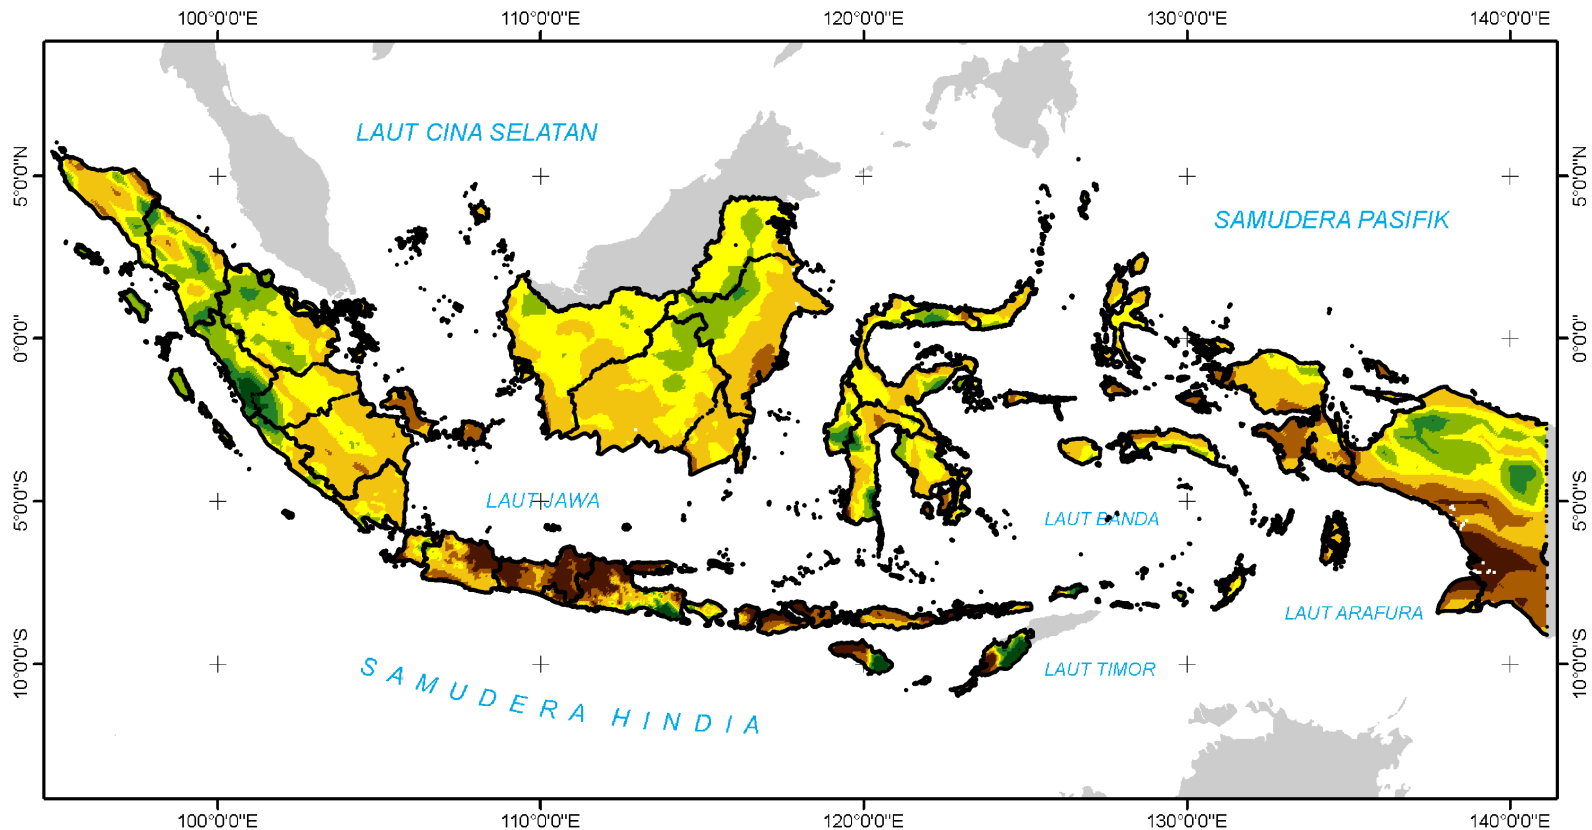 100°0'0"E 110°0'0"E 120°0'0"E 130°0'0"E 140°0'0"E
LAUT CINA SELATAN
5°0'0"N 5°0'0"N
SAMUDERA PASIFIK
0°0'0" 0°0'0"
LAUT JAWA
5°0'0"S 5°0'0"S
LAUT BANDA
LAUT ARAFURA
10°0'0"S 10°0'0"S
LAUT TIMOR
SAMUDERA HINDIA
100°0'0"E 110°0'0"E 120°0'0"E 130°0'0"E 140°0'0"E